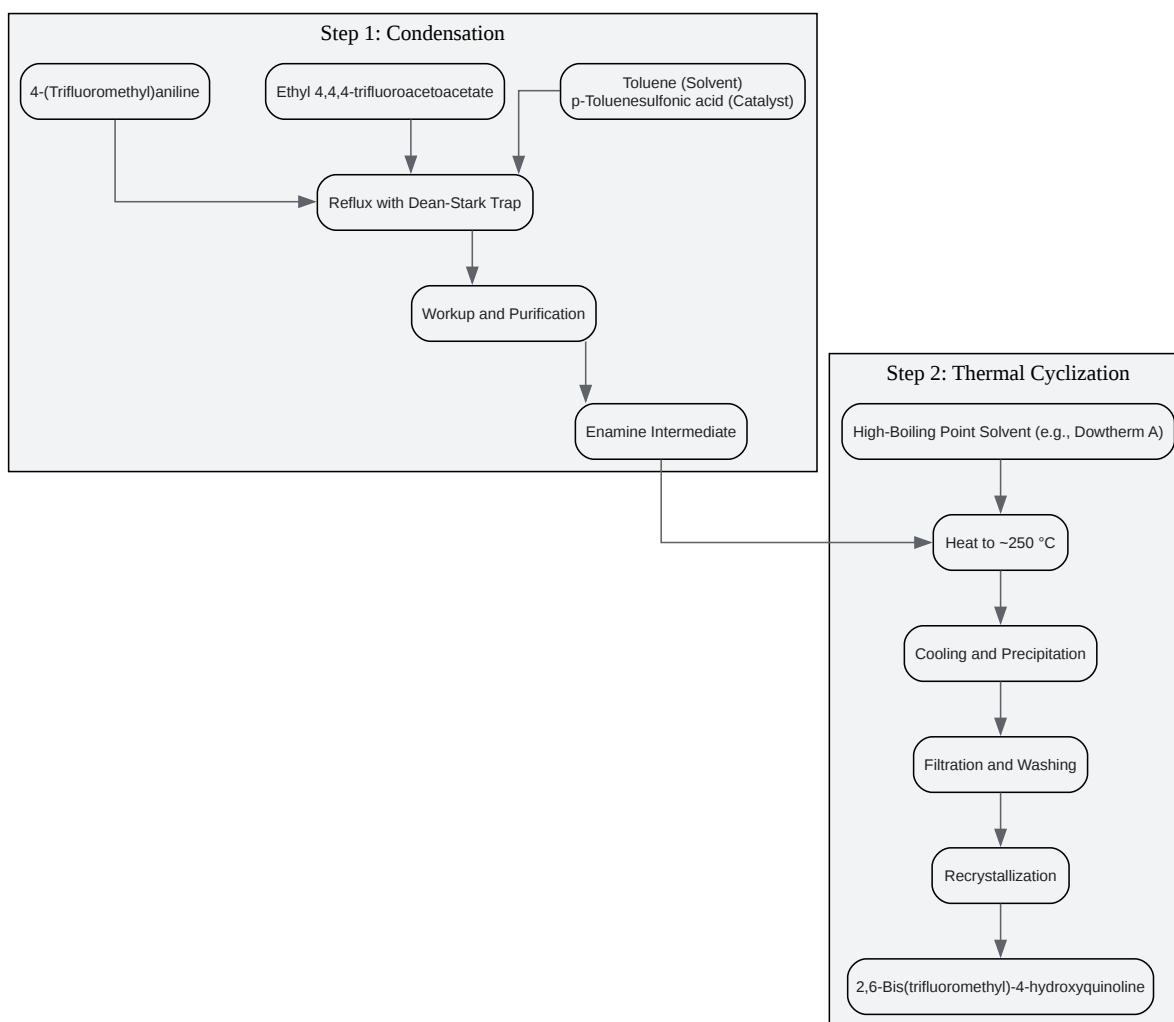 Step 1: Condensation
4-(Trifluoromethyl)aniline
Ethyl 4,4,4-trifluoroacetoacetate
Toluene (Solvent)
p-Toluenesulfonic acid (Catalyst)
Reflux with Dean-Stark Trap
Workup and Purification
Enamine Intermediate
Step 2: Thermal Cyclization
High-Boiling Point Solvent (e.g., Dowtherm A)
Heat to ~250 °C
Cooling and Precipitation
Filtration and Washing
Recrystallization
2,6-Bis(trifluoromethyl)-4-hydroxyquinoline